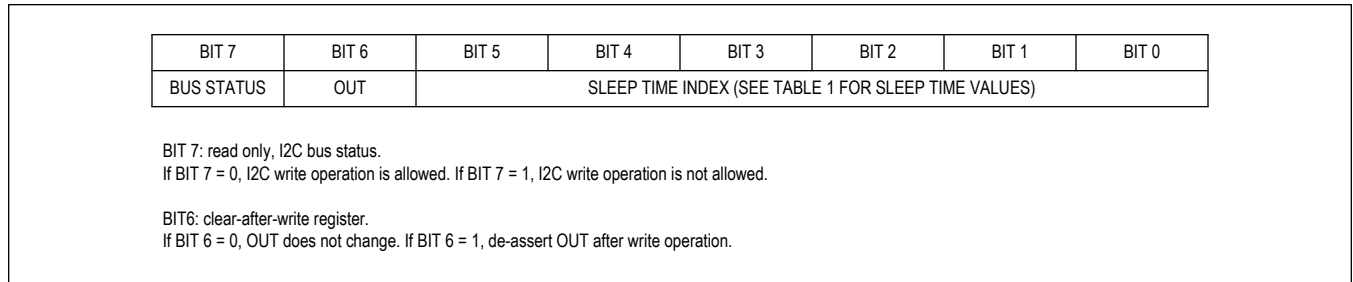 BIT 7 BIT 6 BIT 5 BIT 4 BIT 3 BIT 2 BIT 1 BIT 0
BUS STATUS OUT SLEEP TIME INDEX (SEE TABLE 1 FOR SLEEP TIME VALUES)
BIT 7: read only, I2C bus status.
If BIT 7 = 0, I2C write operation is allowed. If BIT 7 = 1, I2C write operation is not allowed.
BIT6: clear-after-write register.
If BIT 6 = 0, OUT does not change. If BIT 6 = 1, de-assert OUT after write operation.